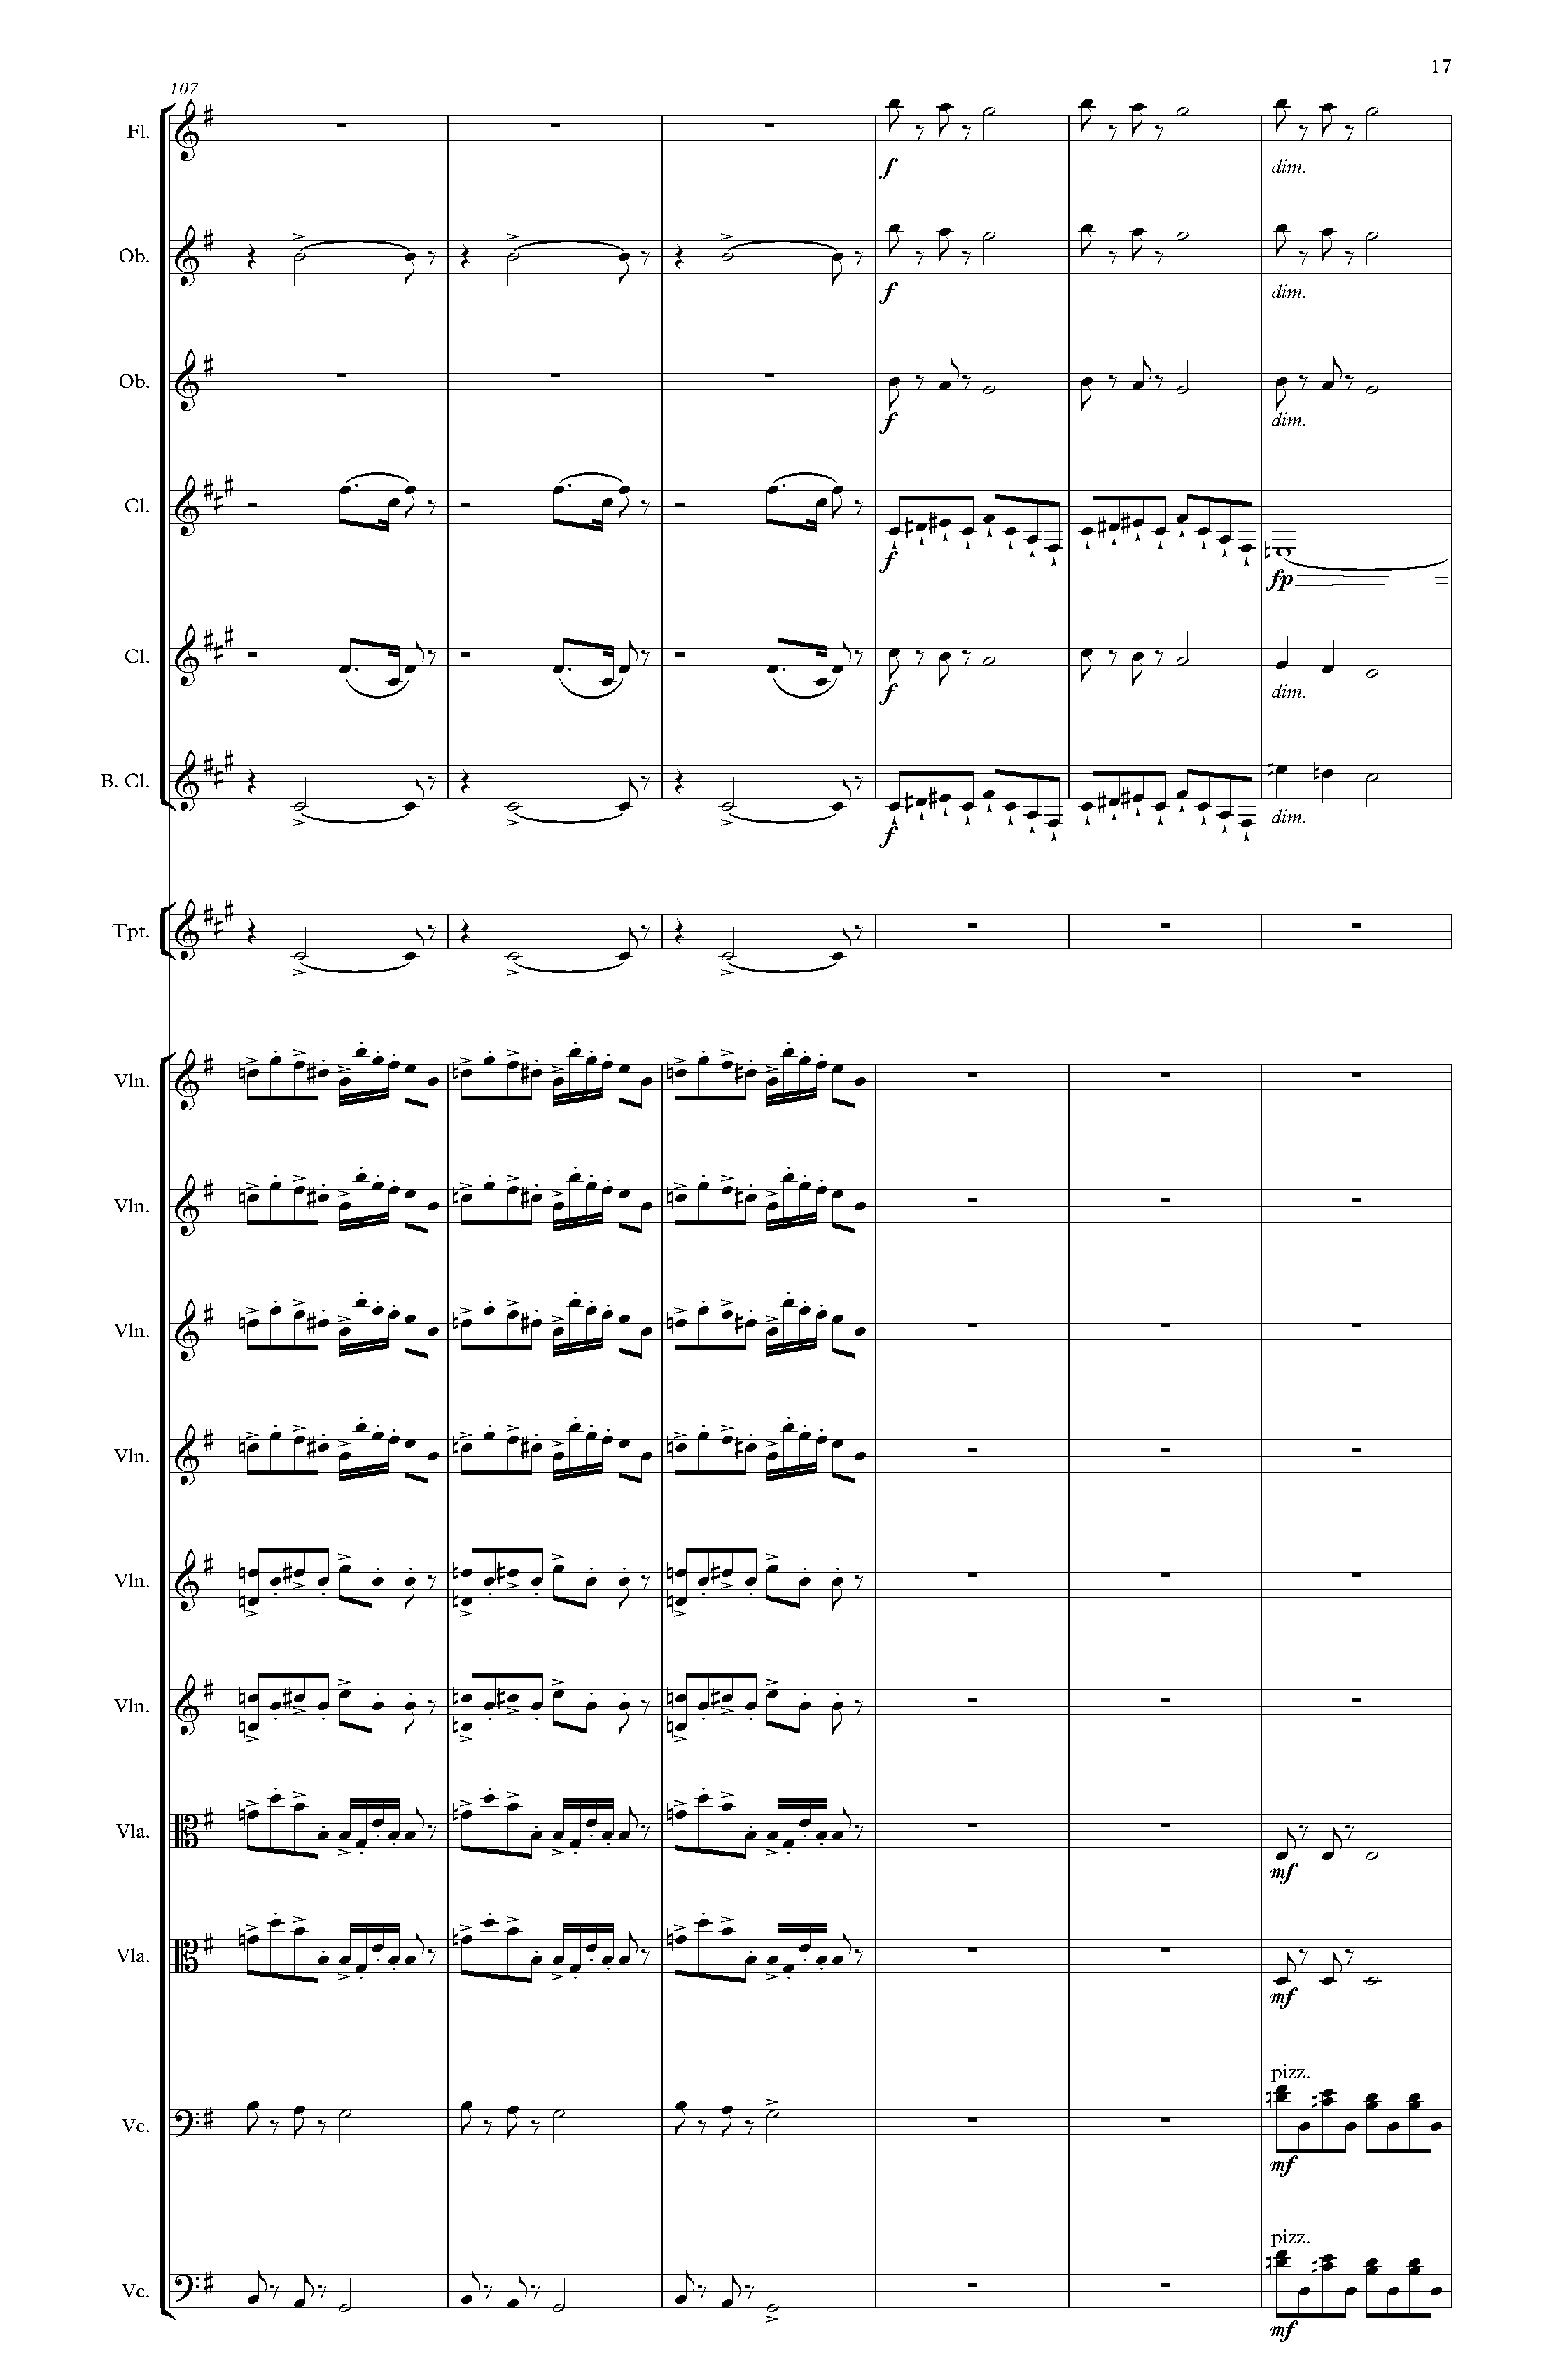 17
107
Fl.
f
dim.
Ob.
f
dim.
Ob.
f
dim.
Cl.
f
fp
Cl.
f
dim.
B. Cl.
f
dim.
Tpt.
Vln.
Vln.
Vln.
Vln.
Vln.
Vln.
Vla.
mf
Vla.
mf
pizz.
Vc.
mf
pizz.
Vc.
mf